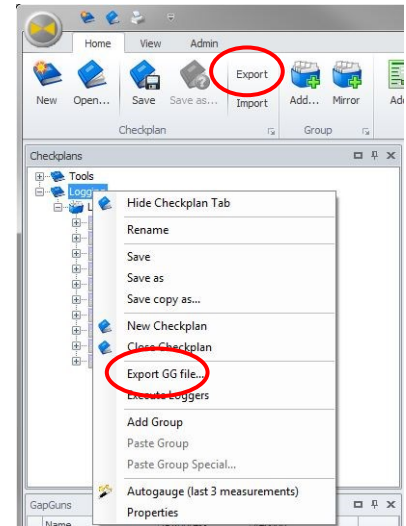 Home View Admin
New Open... Save Save as... Export Import Add... Mirror
Checkplan Group
Checkplans
Tools
Logging
Hide Checkplan Tab
Rename
Save
Save as
Save copy as...
New Checkplan
Close Checkplan
Export GG file...
Execute Loggers
Add Group
Paste Group
Paste Group Special...
Autogauge (last 3 measurements)
Properties
GapGuns
Name